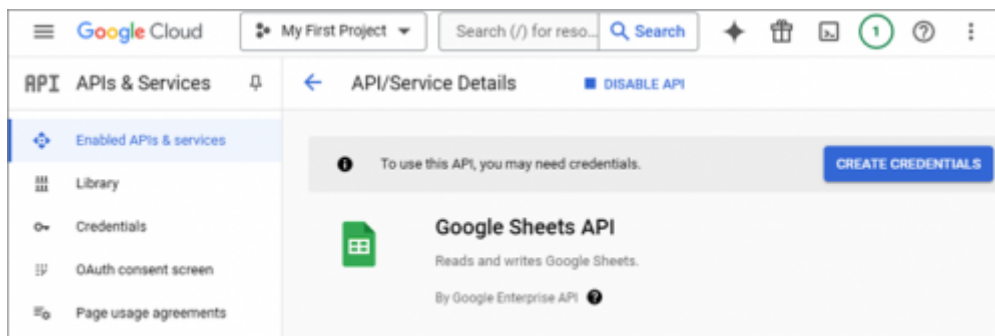 Google Cloud
My First Project
Search (/) for reso...
Search
1
API APIs & Services
API/Service Details
DISABLE API
Enabled APIs & services
Library
Credentials
OAuth consent screen
Page usage agreements
To use this API, you may need credentials.
CREATE CREDENTIALS
Google Sheets API
Reads and writes Google Sheets.
By Google Enterprise API